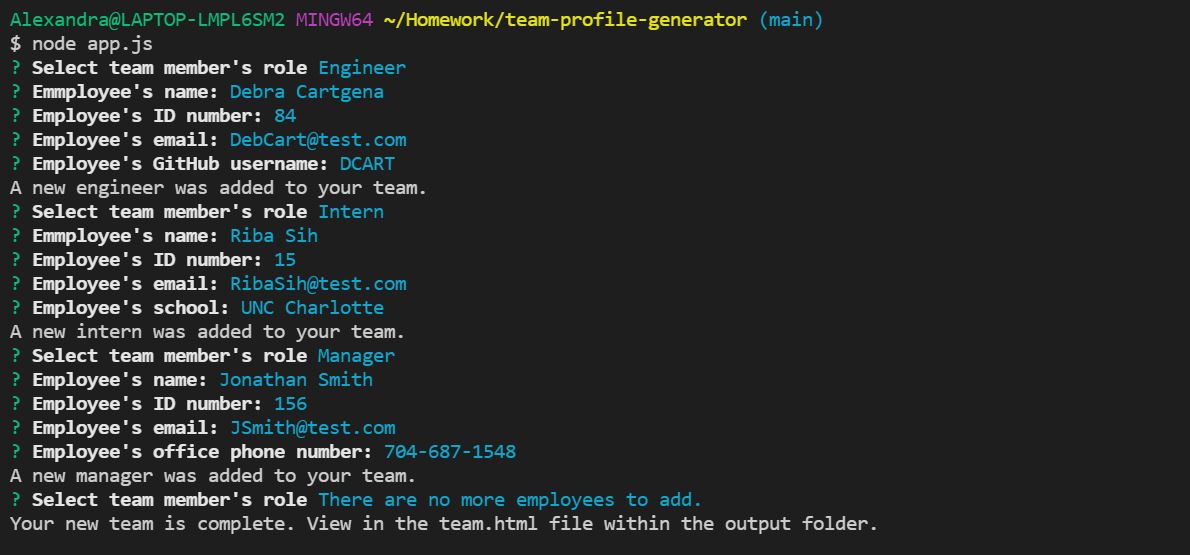 Alexandra@LAPTOP-LMPL6SM2 MINGW64 ~/Homework/team-profile-generator (main)
$ node app.js
? Select team member's role Engineer
? Emmployee's name: Debra Cartgena
? Employee's ID number: 84
? Employee's email: DebCart@test.com
? Employee's GitHub username: DCART
A new engineer was added to your team.
? Select team member's role Intern
? Emmployee's name: Riba Sih
? Employee's ID number: 15
? Employee's email: RibaSih@test.com
? Employee's school: UNC Charlotte
A new intern was added to your team.
? Select team member's role Manager
? Employee's name: Jonathan Smith
? Employee's ID number: 156
? Employee's email: JSmith@test.com
? Employee's office phone number: 704-687-1548
A new manager was added to your team.
? Select team member's role There are no more employees to add.
Your new team is complete. View in the team.html file within the output folder.